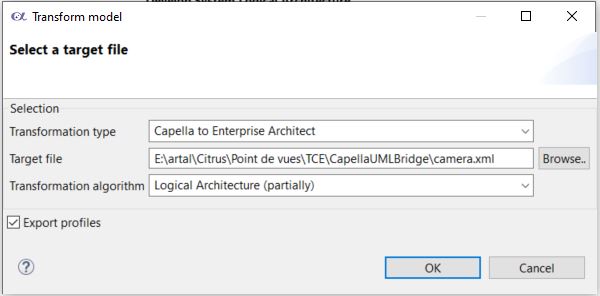 Transform model
Select a target file
Selection
Transformation type Capella to Enterprise Architect
Target file E:\artal\Citrus\Point de vues\TCE\CapellaUMLBridge\camera.xml Browse..
Transformation algorithm Logical Architecture (partially)
Export profiles
OK Cancel